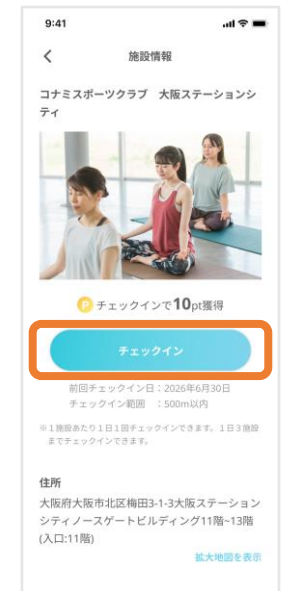 9:41
施設情報
コナミスポーツクラブ　大阪ステーションシ
ティ
P チェックインで10pt獲得
チェックイン
前回チェックイン日：2026年6月30日
チェックイン範囲　：500m以内
※1施設あたり1日1回チェックインできます。1日3施設
までチェックインできます。
住所
大阪府大阪市北区梅田3-1-3大阪ステーション
シティノースゲートビルディング11階~13階
(入口:11階)
拡大地図を表示